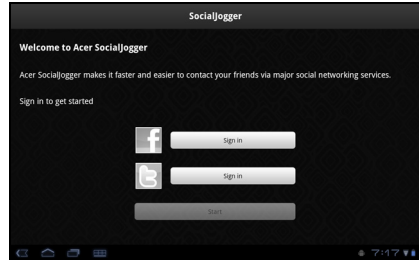 SocialJogger
Welcome to Acer SocialJogger
Acer SocialJogger makes it faster and easier to contact your friends via major social networking services.
Sign in to get started
f
Sign in
t
Sign in
Start
7:17